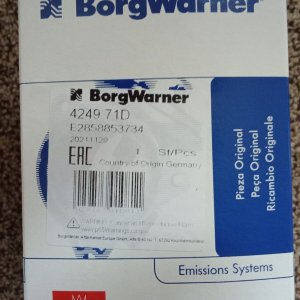 BorgWarner
BorgWarner
4249 71D
E2858853734
20211129
EAC 1 St/Pcs.
Country of Origin Germany
Pieza Original
Peça Original
Ricambio Originale
Emissions Systems